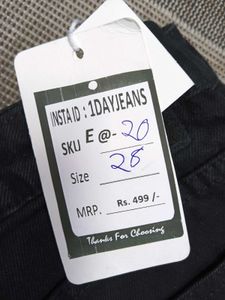 INSTA ID : 1DAYJEANS
SKU E @- 20
Size 28
MRP. Rs. 499 /-
Thanks For Choosing